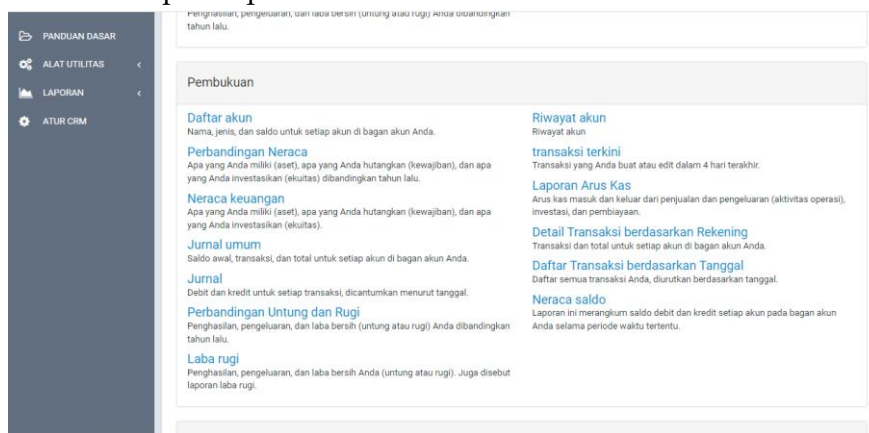 Penghasilan, pengeluaran, dan laba bersih (untung atau rugi) Anda dibandingkan
tahun lalu.
PANDUAN DASAR
ALAT UTILITAS
LAPORAN
ATUR CRM
Pembukuan
Daftar akun
Nama, jenis, dan saldo untuk setiap akun di bagan akun Anda.
Perbandingan Neraca
Apa yang Anda miliki (aset), apa yang Anda hutangkan (kewajiban), dan apa
yang Anda investasikan (ekuitas) dibandingkan tahun lalu.
Neraca keuangan
Apa yang Anda miliki (aset), apa yang Anda hutangkan (kewajiban), dan apa
yang Anda investasikan (ekuitas).
Jurnal umum
Saldo awal, transaksi, dan total untuk setiap akun di bagan akun Anda.
Jurnal
Debit dan kredit untuk setiap transaksi, dicantumkan menurut tanggal.
Perbandingan Untung dan Rugi
Penghasilan, pengeluaran, dan laba bersih (untung atau rugi) Anda dibandingkan
tahun lalu.
Laba rugi
Penghasilan, pengeluaran, dan laba bersih Anda (untung atau rugi). Juga disebut
laporan laba rugi.
Riwayat akun
Riwayat akun
transaksi terkini
Transaksi yang Anda buat atau edit dalam 4 hari terakhir.
Laporan Arus Kas
Arus kas masuk dan keluar dari penjualan dan pengeluaran (aktivitas operasi),
investasi, dan pembiayaan.
Detail Transaksi berdasarkan Rekening
Transaksi dan total untuk setiap akun di bagan akun Anda.
Daftar Transaksi berdasarkan Tanggal
Daftar semua transaksi Anda, diurutkan berdasarkan tanggal.
Neraca saldo
Laporan ini merangkum saldo debit dan kredit setiap akun pada bagan akun
Anda selama periode waktu tertentu.